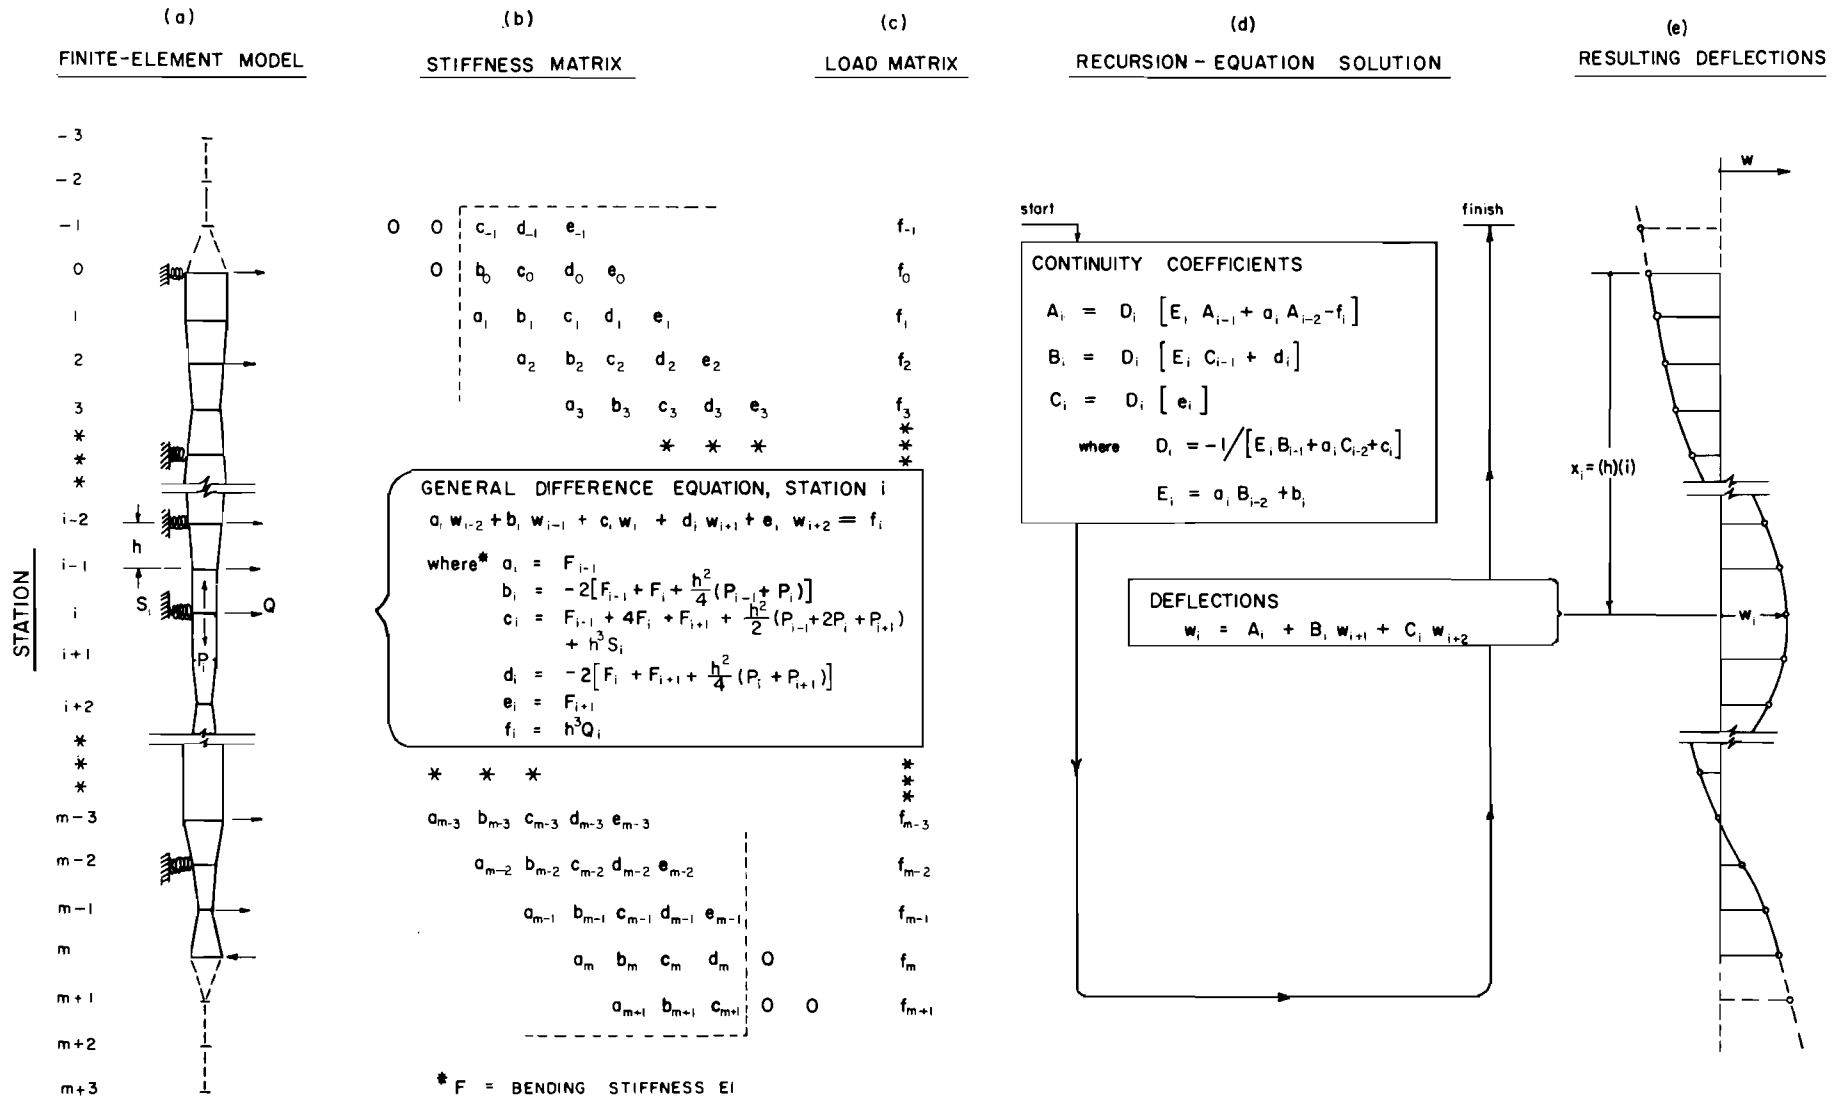 (a)
FINITE-ELEMENT MODEL
(b)
STIFFNESS MATRIX
(c)
LOAD MATRIX
(d)
RECURSION-EQUATION SOLUTION
(e)
RESULTING DEFLECTIONS
STATION
-3
-2
-1
0
1
2
3
*
*
*
i-2
i-1
i
i+1
i+2
*
*
*
m-3
m-2
m-1
m
m+1
m+2
m+3
h
S_i
Q
P_i
0 0 c_-1 d_-1 e_-1 f_-1
0 b_0 c_0 d_0 e_0 f_0
a_1 b_1 c_1 d_1 e_1 f_1
a_2 b_2 c_2 d_2 e_2 f_2
a_3 b_3 c_3 d_3 e_3 f_3
* * * * * *
GENERAL DIFFERENCE EQUATION, STATION i
a_i w_i-2 + b_i w_i-1 + c_i w_i + d_i w_i+1 + e_i w_i+2 = f_i
where* a_i = F_i-1
b_i = -2[F_i-1 + F_i + h²/4 (P_i-1 + P_i)]
c_i = F_i-1 + 4F_i + F_i+1 + h²/2 (P_i-1 + 2P_i + P_i+1)
+ h³S_i
d_i = -2[F_i + F_i+1 + h²/4 (P_i + P_i+1)]
e_i = F_i+1
f_i = h³Q_i
* * * * * *
a_m-3 b_m-3 c_m-3 d_m-3 e_m-3 f_m-3
a_m-2 b_m-2 c_m-2 d_m-2 e_m-2 f_m-2
a_m-1 b_m-1 c_m-1 d_m-1 e_m-1 f_m-1
a_m b_m c_m d_m 0 f_m
a_m+1 b_m+1 c_m+1 0 0 f_m+1
* F = BENDING STIFFNESS EI
start
finish
CONTINUITY COEFFICIENTS
A_i = D_i [E_i A_i-1 + a_i A_i-2 - f_i]
B_i = D_i [E_i C_i-1 + d_i]
C_i = D_i [e_i]
where D_i = -1/[E_i B_i-1 + a_i C_i-2 + c_i]
E_i = a_i B_i-2 + b_i
DEFLECTIONS
w_i = A_i + B_i w_i+1 + C_i w_i+2
w
x_i = (h)(i)
w_i